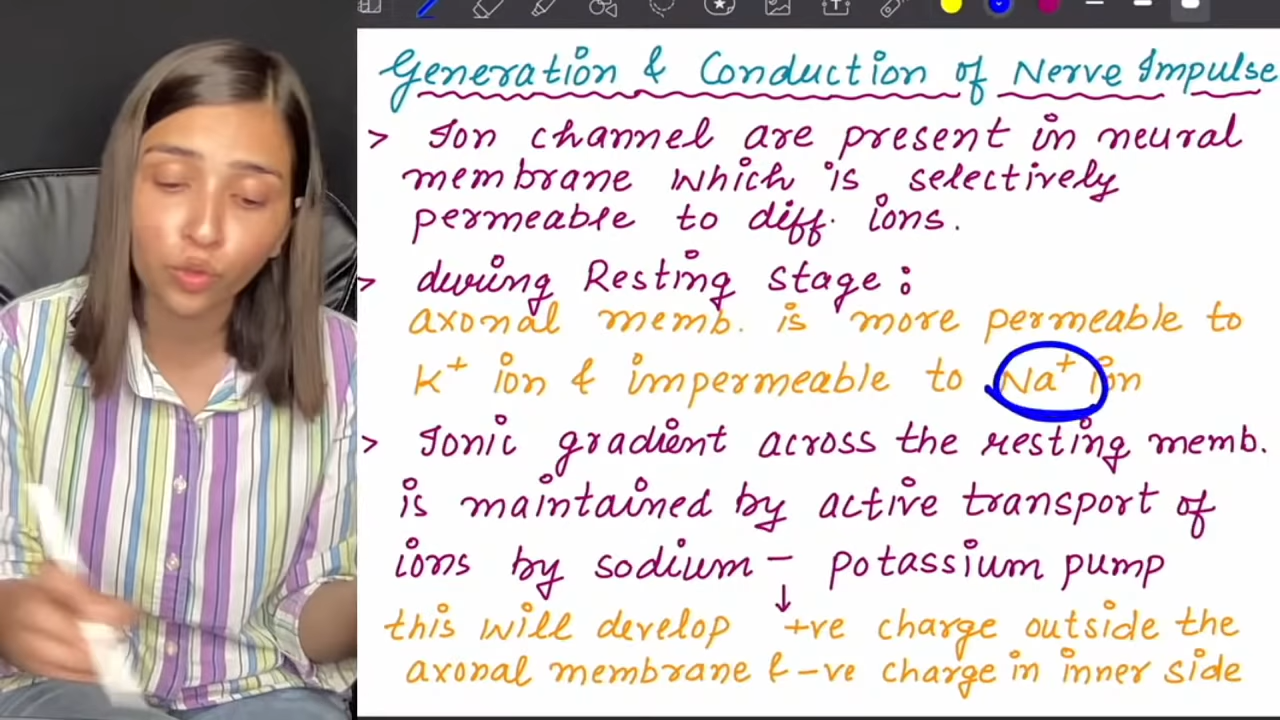 Generation & Conduction of Nerve Impulse
> Ion channel are present in neural
membrane which is selectively
permeable to diff. ions.
> during Resting Stage :
axonal memb. is more permeable to
K+ ion & impermeable to Na+ ion
> Ionic gradient across the resting memb.
is maintained by active transport of
ions by sodium – potassium pump
↓
this will develop +ve charge outside the
axonal membrane & -ve charge in inner side